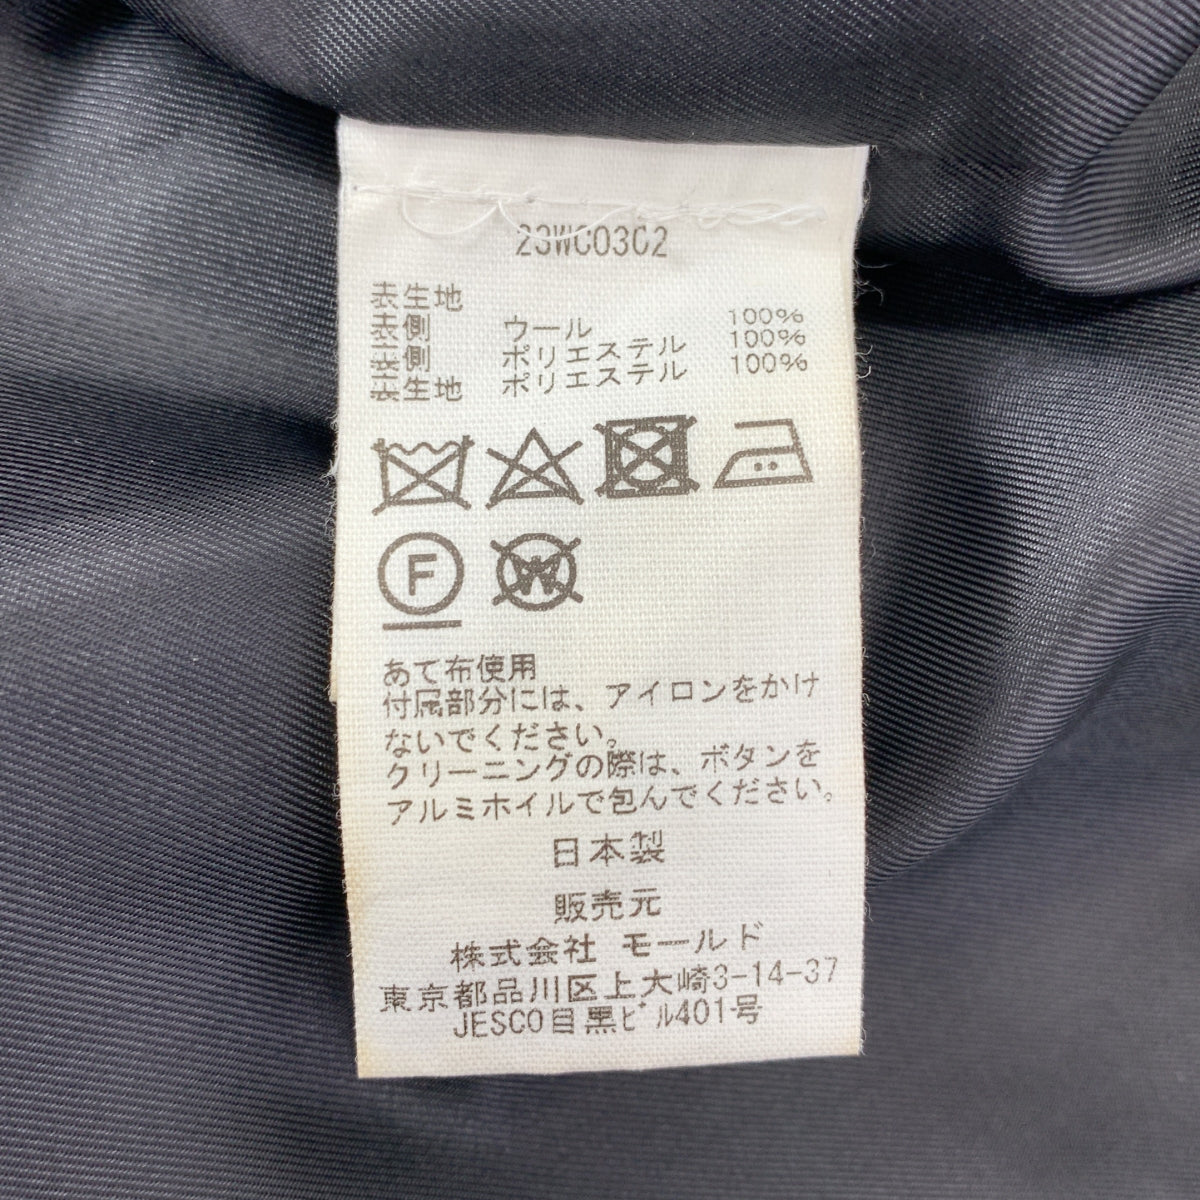 23WC03C2
表生地
表側 ウール 100%
裏側 ポリエステル 100%
裏生地 ポリエステル 100%
F
W
あて布使用
付属部分には、アイロンをかけ
ないでください。
クリーニングの際は、ボタンを
アルミホイルで包んでください。
日本製
販売元
株式会社 モールド
東京都品川区上大崎3-14-37
JESCO目黒ビル401号